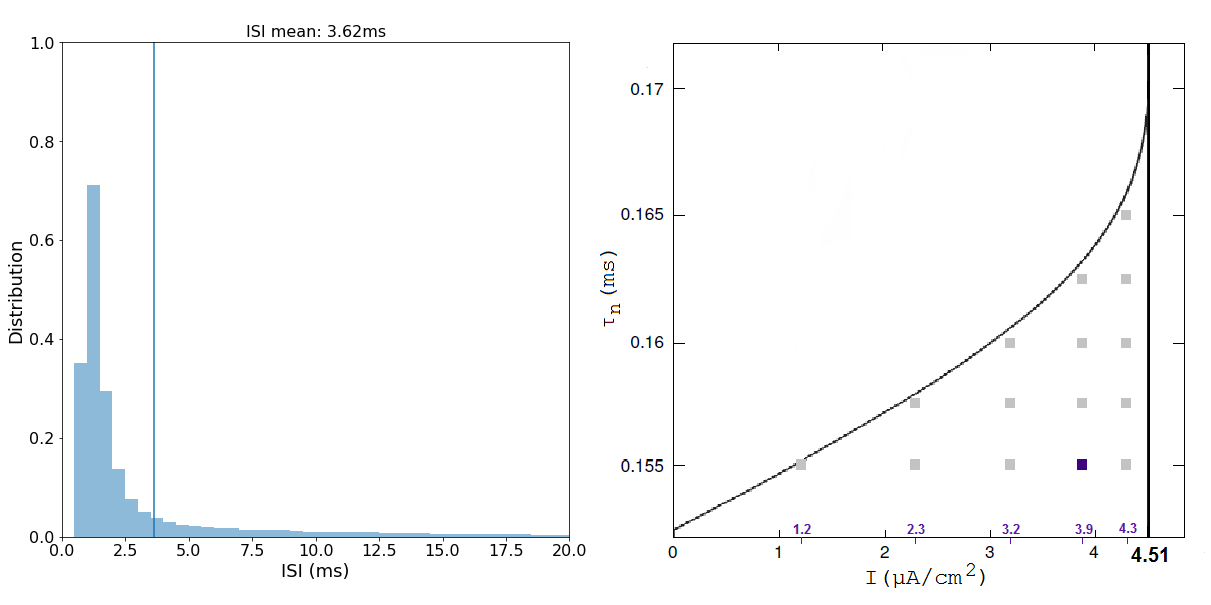 ISI mean: 3.62ms
1.0
0.8
0.6
0.4
0.2
0.0
Distribution
0.0 2.5 5.0 7.5 10.0 12.5 15.0 17.5 20.0
ISI (ms)
0.17
0.165
0.16
0.155
τn (ms)
1.2 2.3 3.2 3.9 4.3
0 1 2 3 4 4.51
I(µA/cm²)